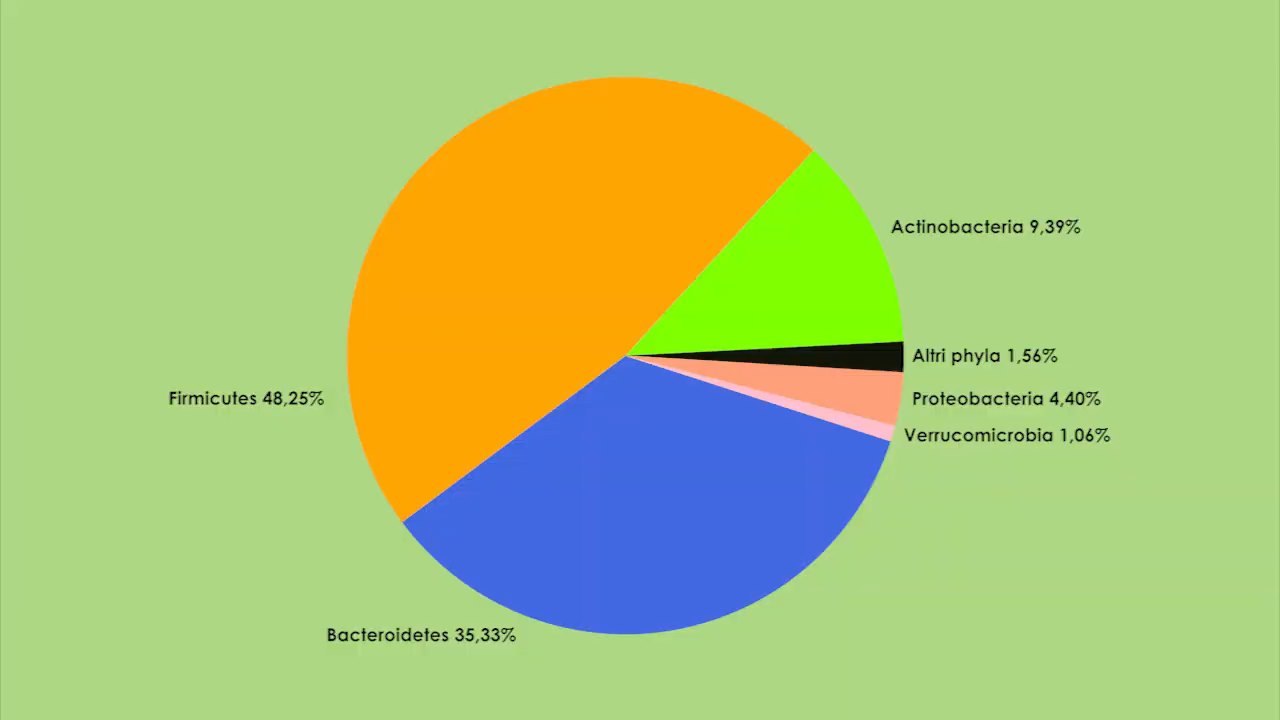 Actinobacteria 9,39%
Altri phyla 1,56%
Firmicutes 48,25%
Proteobacteria 4,40%
Verrucomicrobia 1,06%
Bacteroidetes 35,33%